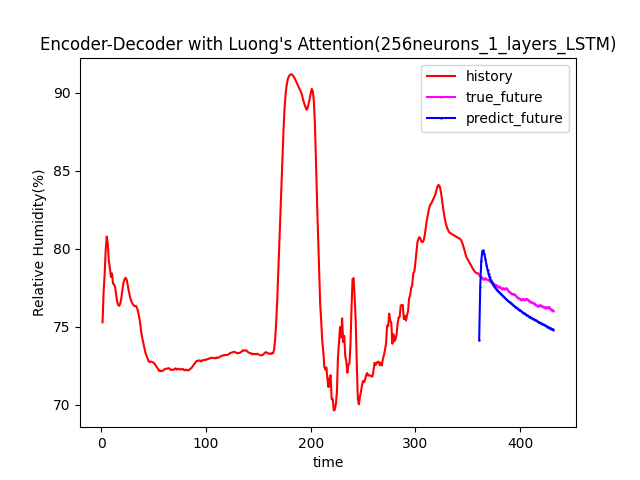 Encoder-Decoder with Luong's Attention(256neurons_1_layers_LSTM)
history
true_future
predict_future
Relative Humidity(%)
90
85
80
75
70
0 100 200 300 400
time